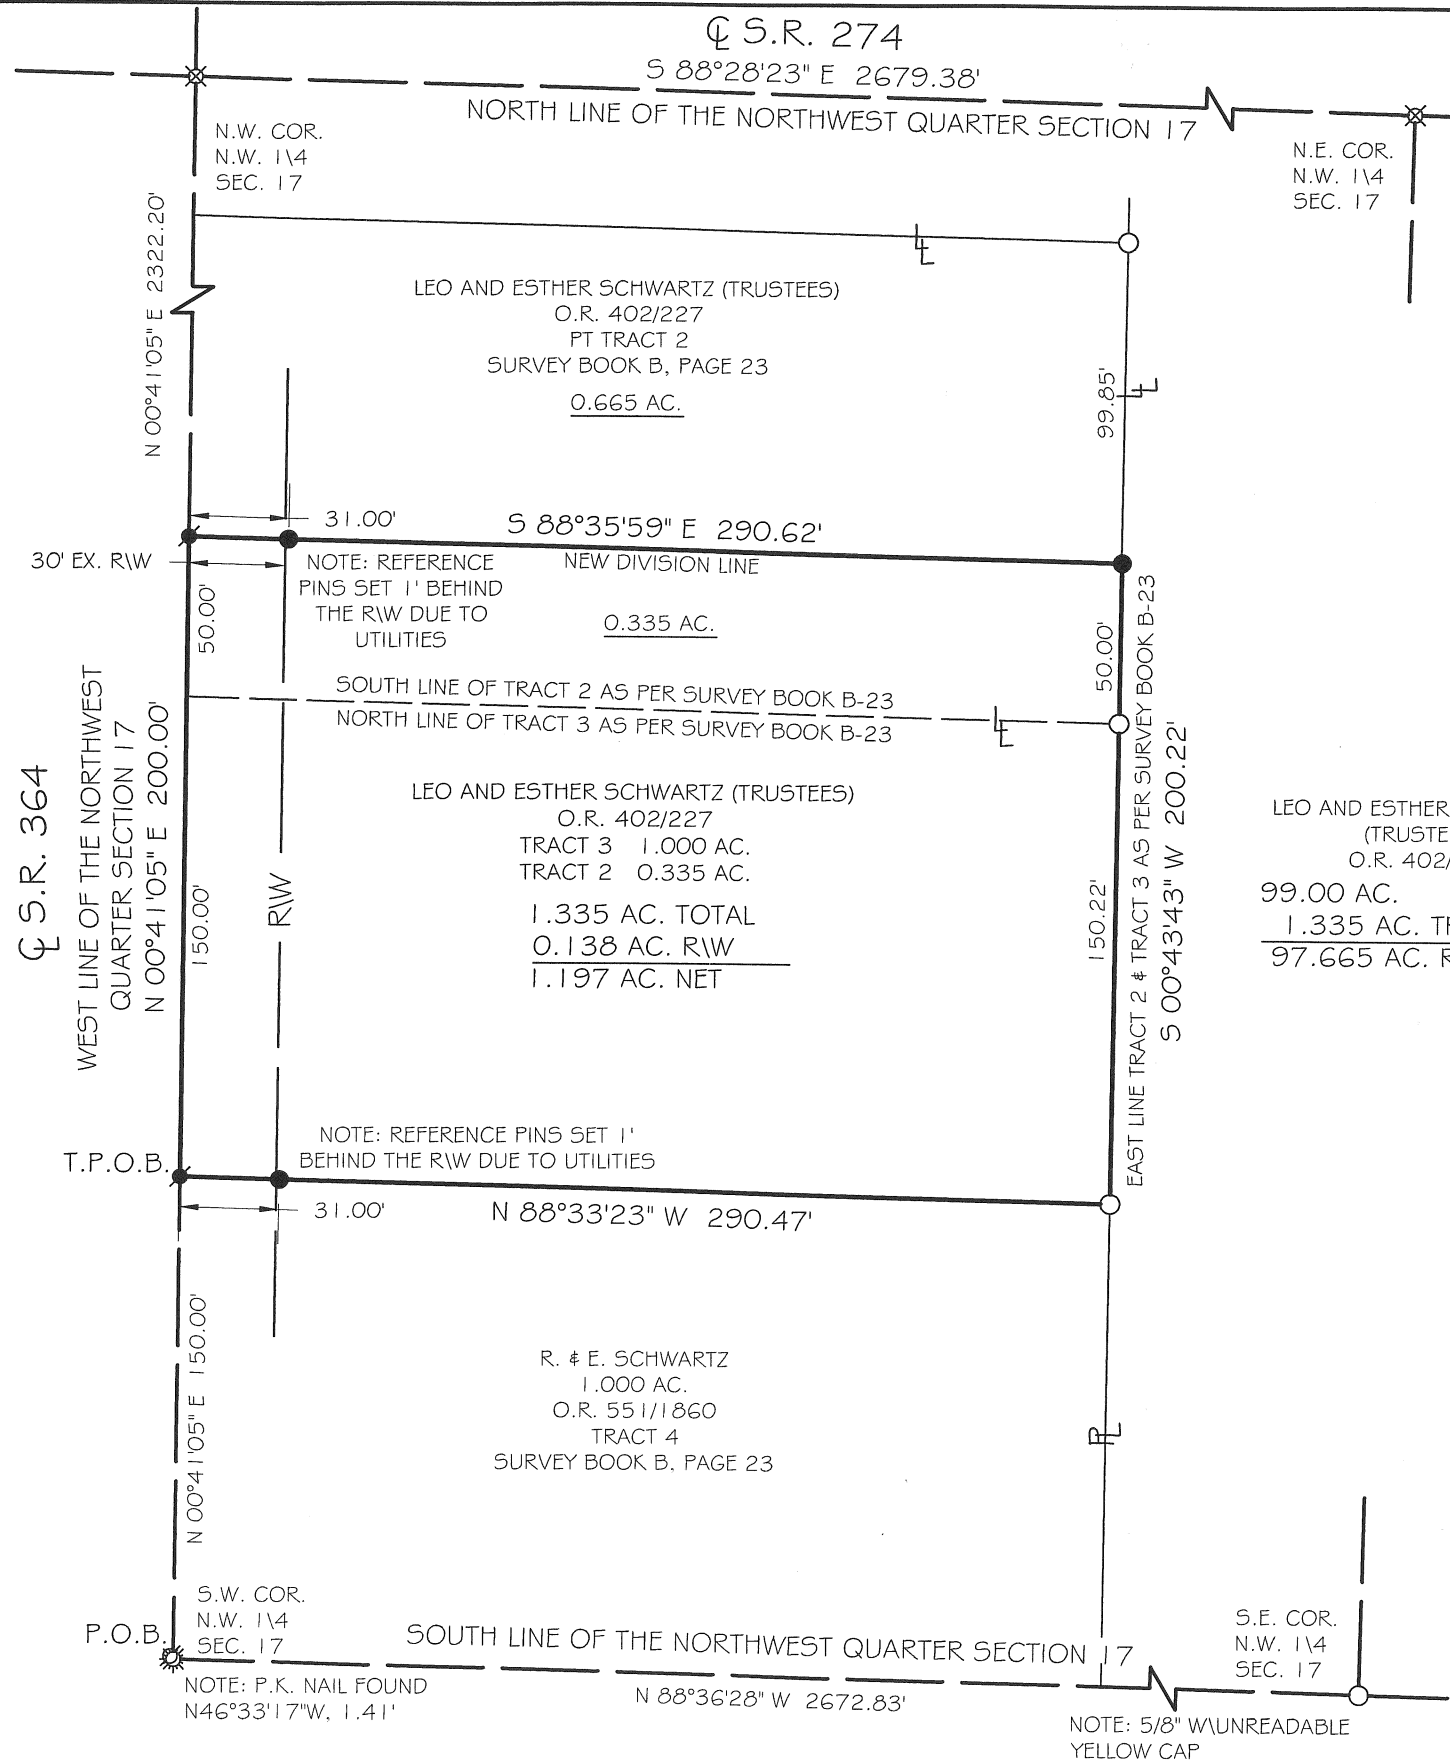 ℄ S.R. 274
S 88°28'23" E 2679.38'
NORTH LINE OF THE NORTHWEST QUARTER SECTION 17
N.W. COR.
N.W. 1\4
SEC. 17
N.E. COR.
N.W. 1\4
SEC. 17
N 00°41'05" E 2322.20'
LEO AND ESTHER SCHWARTZ (TRUSTEES)
O.R. 402/227
PT TRACT 2
SURVEY BOOK B, PAGE 23
0.665 AC.
99.85'
31.00'
S 88°35'59" E 290.62'
NEW DIVISION LINE
30' EX. R\W
NOTE: REFERENCE
PINS SET 1' BEHIND
THE R\W DUE TO
UTILITIES
0.335 AC.
50.00'
50.00'
SOUTH LINE OF TRACT 2 AS PER SURVEY BOOK B-23
NORTH LINE OF TRACT 3 AS PER SURVEY BOOK B-23
℄ S.R. 364
WEST LINE OF THE NORTHWEST
QUARTER SECTION 17
N 00°41'05" E 200.00'
150.00'
R\W
LEO AND ESTHER SCHWARTZ (TRUSTEES)
O.R. 402/227
TRACT 3 1.000 AC.
TRACT 2 0.335 AC.
1.335 AC. TOTAL
0.138 AC. R\W
1.197 AC. NET
150.22'
EAST LINE TRACT 2 & TRACT 3 AS PER SURVEY BOOK B-23
S 00°43'43" W 200.22'
LEO AND ESTHER
(TRUSTE
O.R. 402/
99.00 AC.
1.335 AC. T
97.665 AC. R
T.P.O.B.
NOTE: REFERENCE PINS SET 1'
BEHIND THE R\W DUE TO UTILITIES
31.00'
N 88°33'23" W 290.47'
N 00°41'05" E 150.00'
R. & E. SCHWARTZ
1.000 AC.
O.R. 551/1860
TRACT 4
SURVEY BOOK B, PAGE 23
P.O.B.
S.W. COR.
N.W. 1\4
SEC. 17
SOUTH LINE OF THE NORTHWEST QUARTER SECTION 17
S.E. COR.
N.W. 1\4
SEC. 17
NOTE: P.K. NAIL FOUND
N46°33'17"W, 1.41'
N 88°36'28" W 2672.83'
NOTE: 5/8" W\UNREADABLE
YELLOW CAP